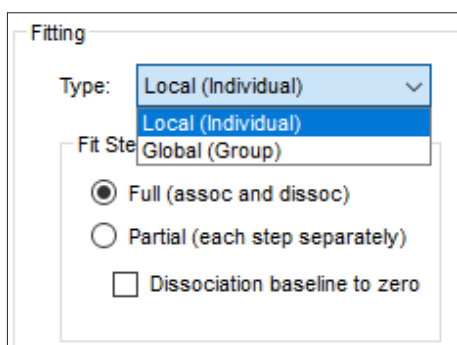 Fitting
Type: Local (Individual)
Local (Individual)
Global (Group)
Fit Ste
Full (assoc and dissoc)
Partial (each step separately)
Dissociation baseline to zero